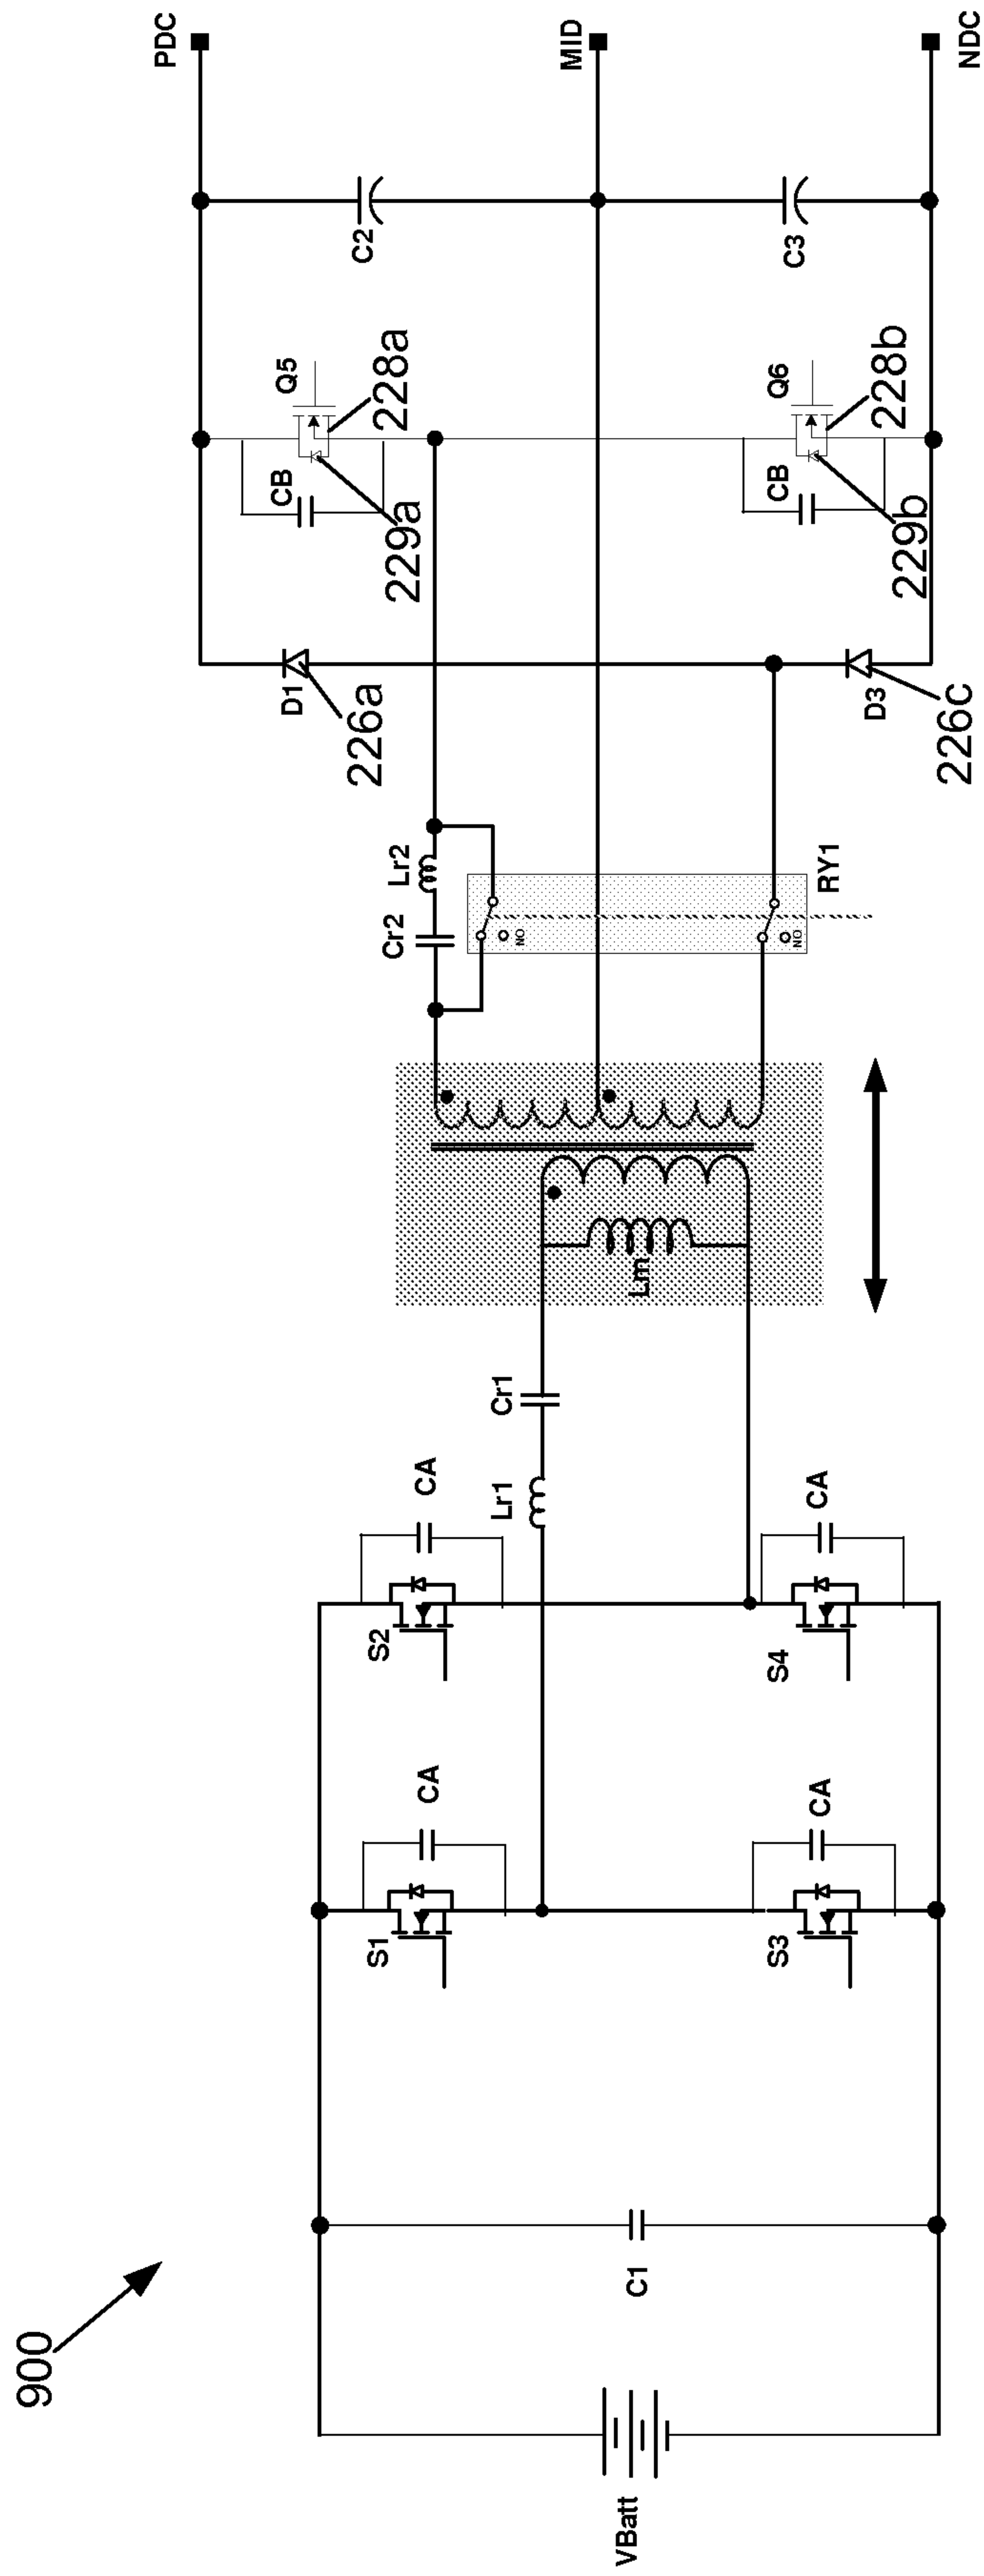 900
VBatt
C1
S1
CA
S3
CA
S2
CA
S4
CA
Lr1
Cr1
Lm
Cr2
Lr2
NO
NO
RY1
D1
226a
D3
226c
CB
229a
Q5
228a
CB
229b
Q6
228b
C2
C3
PDC
MID
NDC